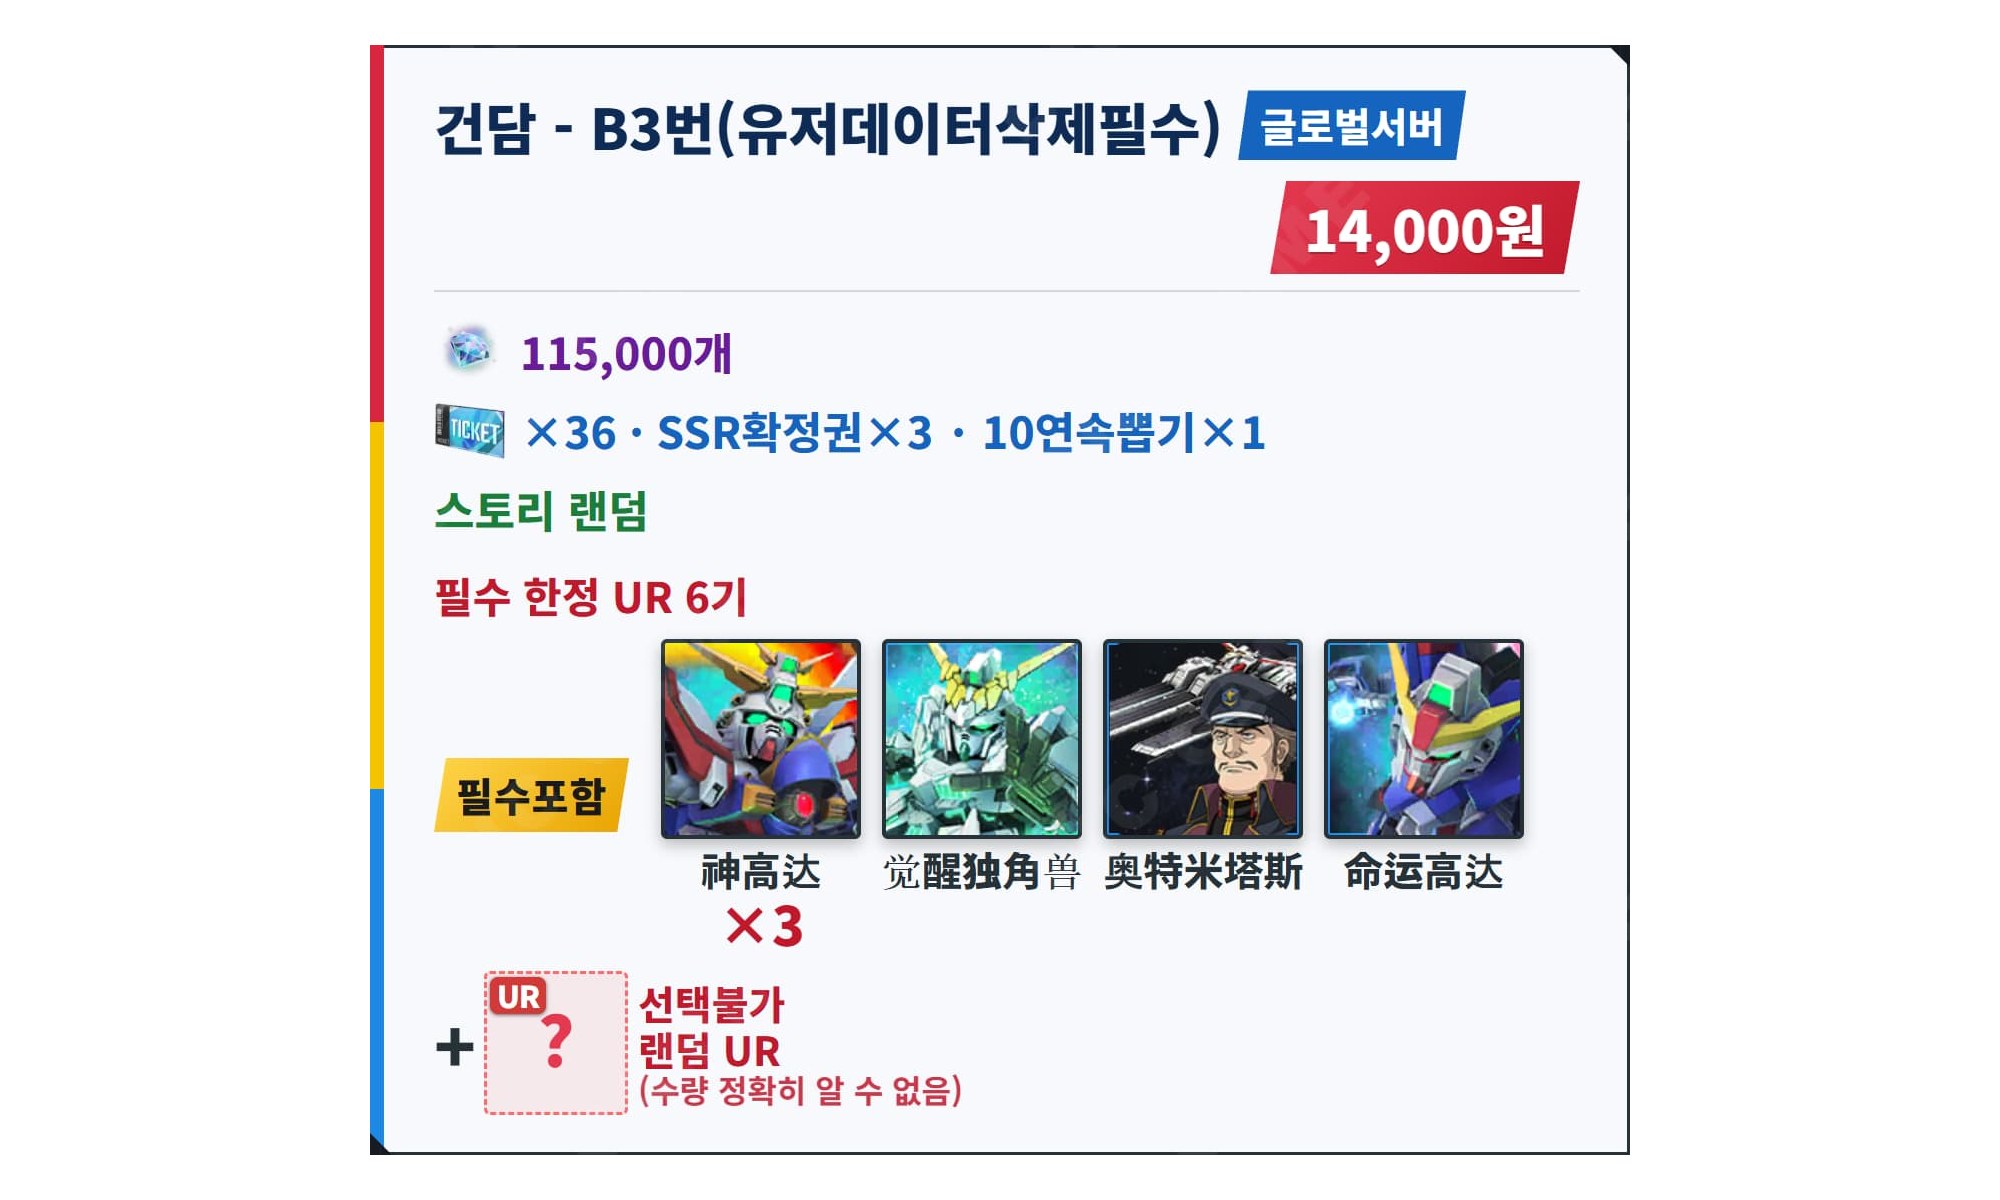 건담 - B3번(유저데이터삭제필수) 글로벌서버
14,000원
115,000개
TICKET ×36 · SSR확정권×3 · 10연속뽑기×1
스토리 랜덤
필수 한정 UR 6기
필수포함
神高达 觉醒独角兽 奥特米塔斯 命运高达
×3
+ UR ? 선택불가
랜덤 UR
(수량 정확히 알 수 없음)